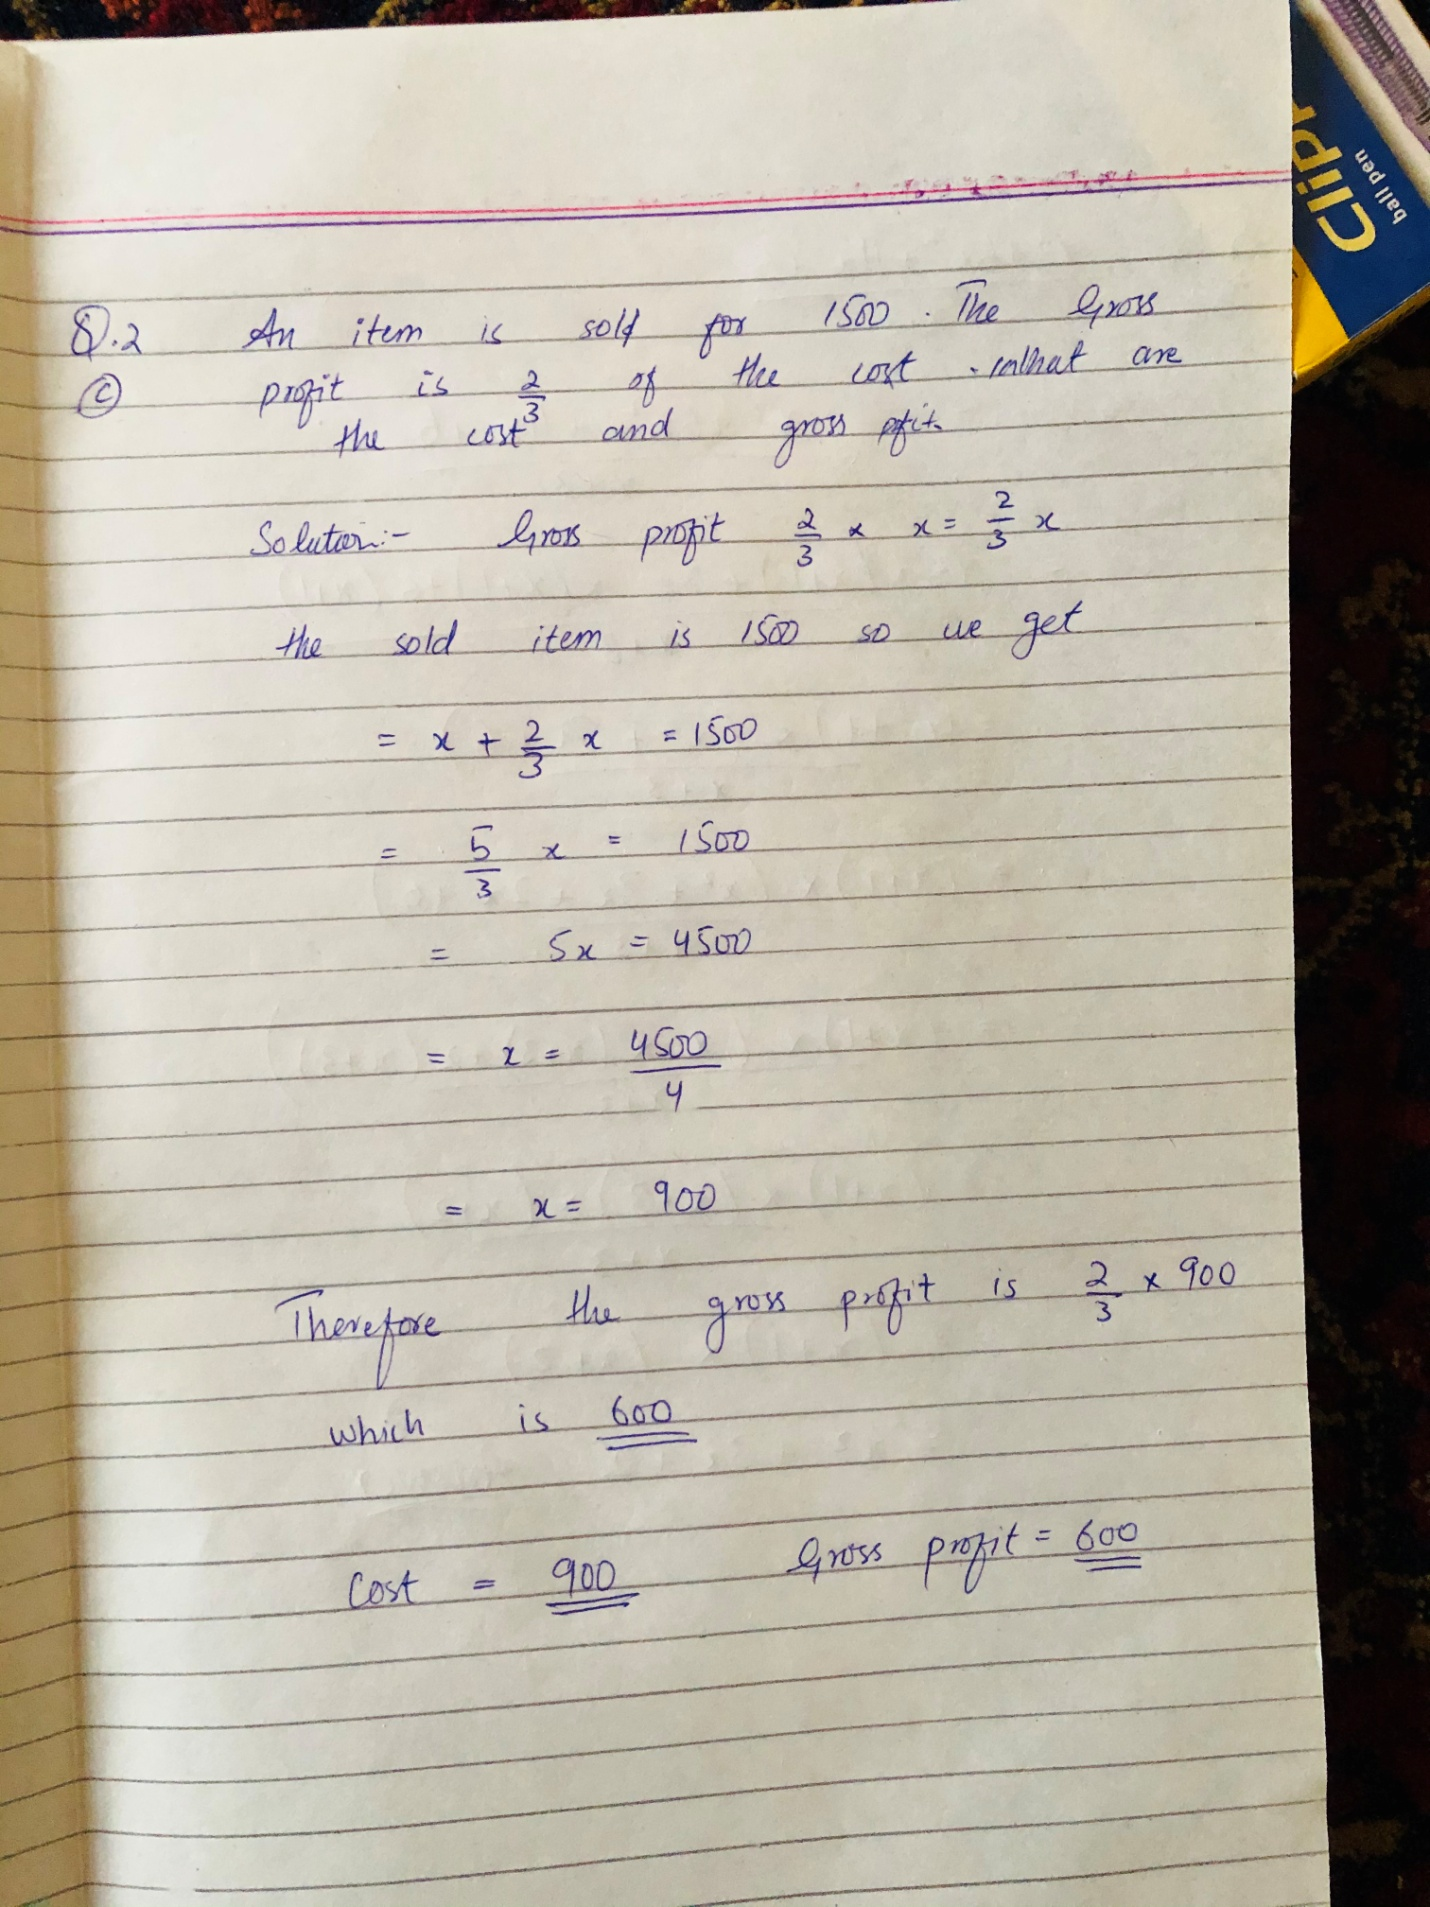 Q.2 An item is sold for 1500. The Gross
(c) profit is 2/3 of the cost. what are
the cost and gross pfit.
Solution:- Gross profit 2/3 × x = 2/3 x
the sold item is 1500 so we get
= x + 2/3 x = 1500
= 5/3 x = 1500
= 5x = 4500
= x = 4500/4
= x = 900
Therefore the gross profit is 2/3 × 900
which is 600
Cost = 900 Gross profit = 600
ball pen